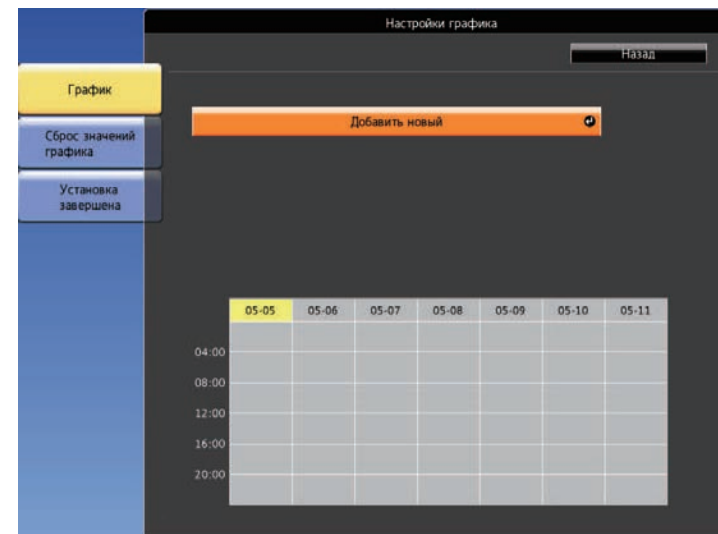 Настройки графика
Назад
График
Добавить новый
Сброс значений
графика
Установка
завершена
05-05 05-06 05-07 05-08 05-09 05-10 05-11
04:00
08:00
12:00
16:00
20:00